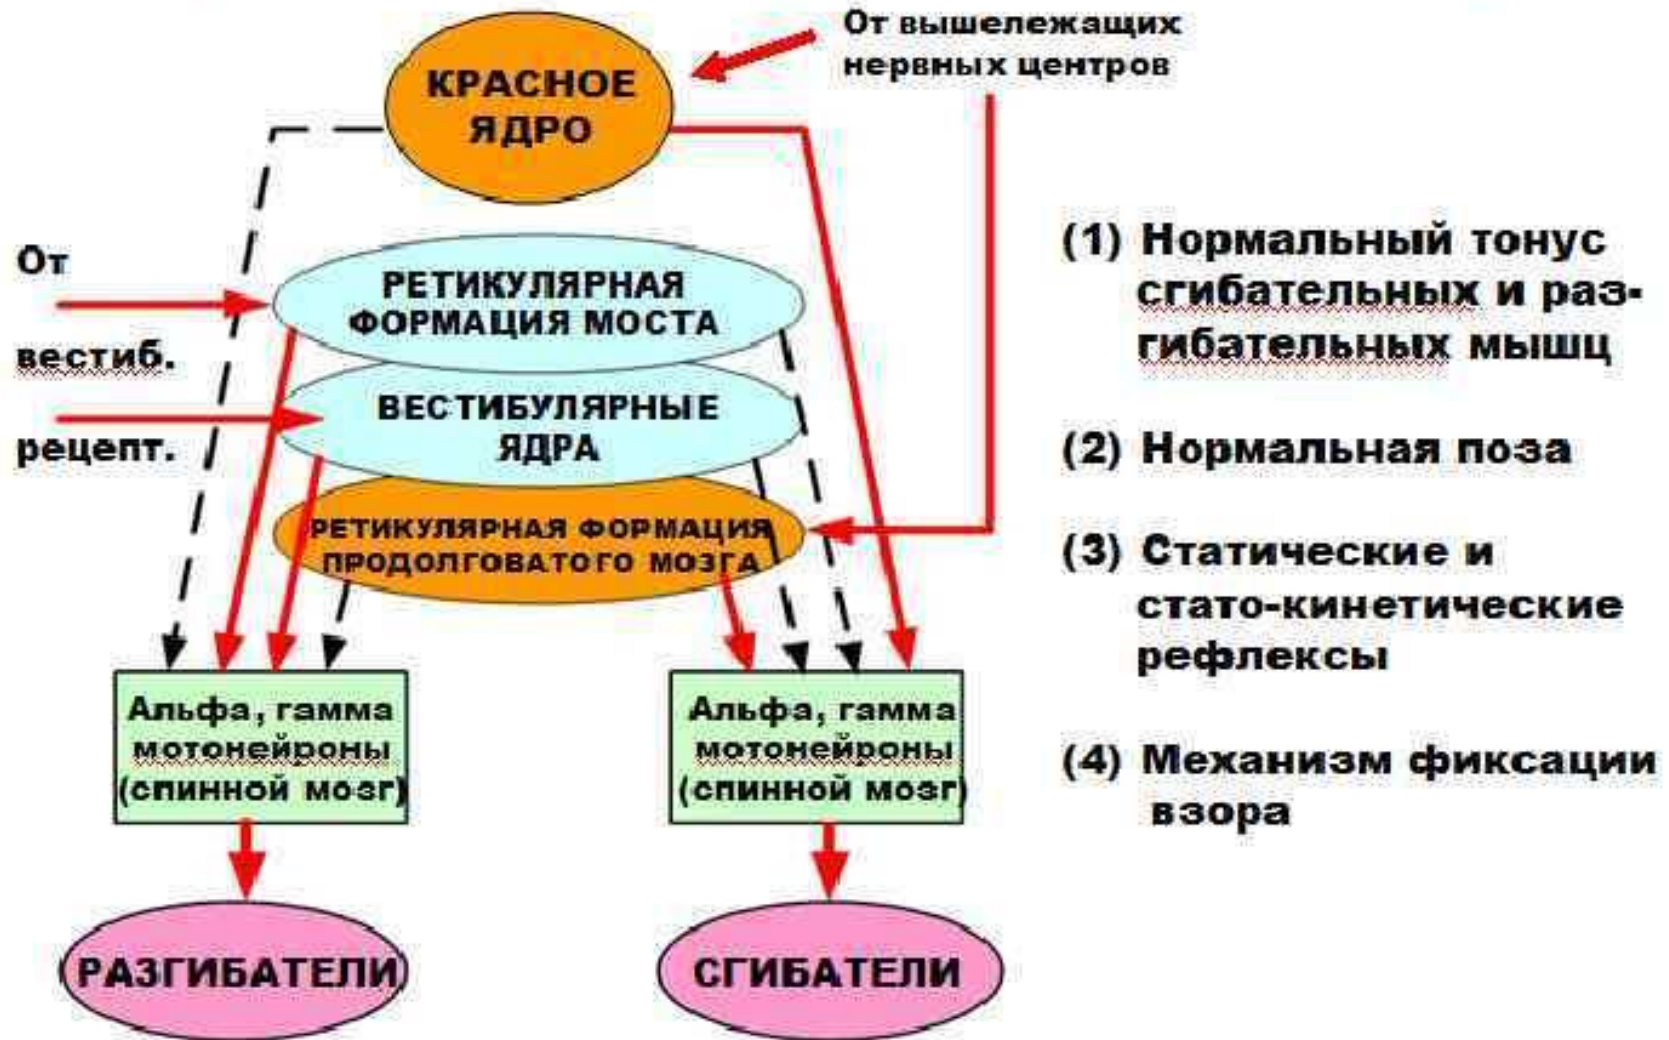 От вышележащих
нервных центров
КРАСНОЕ
ЯДРО
От
вестиб.
рецепт.
РЕТИКУЛЯРНАЯ
ФОРМАЦИЯ МОСТА
ВЕСТИБУЛЯРНЫЕ
ЯДРА
РЕТИКУЛЯРНАЯ ФОРМАЦИЯ
ПРОДОЛГОВАТОГО МОЗГА
Альфа, гамма
мотонейроны
(спинной мозг)
Альфа, гамма
мотонейроны
(спинной мозг)
РАЗГИБАТЕЛИ
СГИБАТЕЛИ
(1) Нормальный тонус
сгибательных и раз-
гибательных мышц
(2) Нормальная поза
(3) Статические и
стато-кинетические
рефлексы
(4) Механизм фиксации
взора